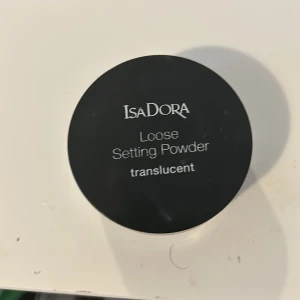 ISADORA
Loose
Setting Powder
translucent